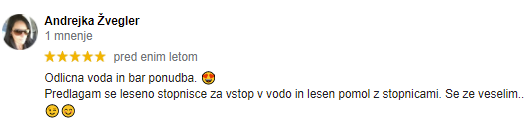 Andrejka Žvegler
1 mnenje
pred enim letom
Odlicna voda in bar ponudba. 😍
Predlagam se leseno stopnisce za vstop v vodo in lesen pomol z stopnicami. Se ze veselim..
😉😊